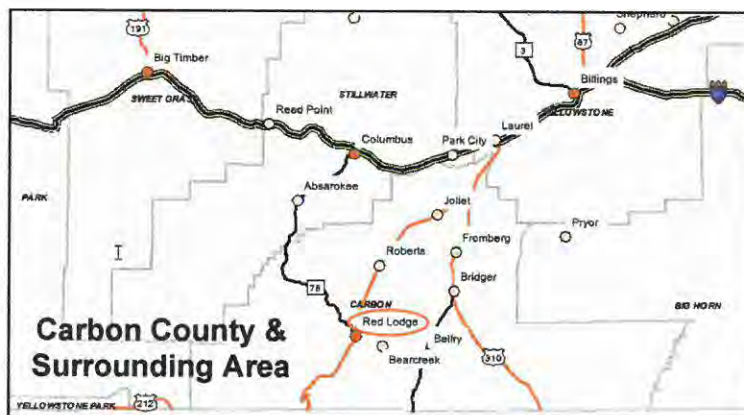 Shepherd
191
3
87
Big Timber
Billings
SWEET GRAS
STILLWATER
Reed Point
YELLOWSTONE
Laurel
Columbus
Park City
Absarokee
PARK
Joliet
Pryor
Roberts
Fromberg
Bridger
78
CARBON
BIG HORN
Red Lodge
Carbon County &
Surrounding Area
Belfry
Bearcreek
310
212
YELLOWSTONE PARK